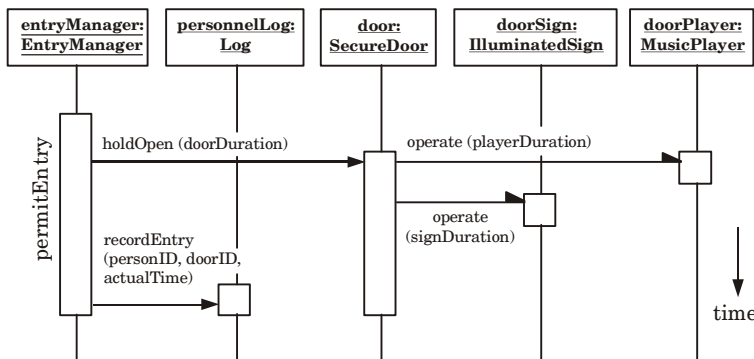 entryManager:
EntryManager
personnelLog:
Log
door:
SecureDoor
doorSign:
IlluminatedSign
doorPlayer:
MusicPlayer
permitEntry
holdOpen (doorDuration)
operate (playerDuration)
operate
(signDuration)
recordEntry
(personID, doorID,
actualTime)
time